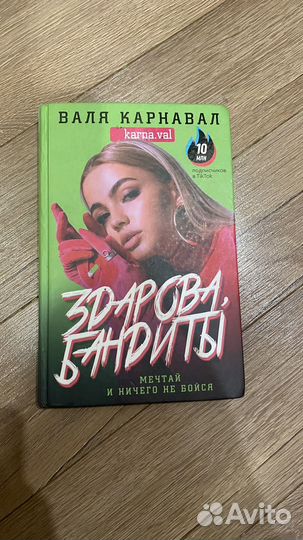 ВАЛЯ КАРНАВАЛ
karna.val
10
МЛН
подписчиков
в TikTok
ЗДАРОВА,
БАНДИТЫ
МЕЧТАЙ
И НИЧЕГО НЕ БОЙСЯ
Avito